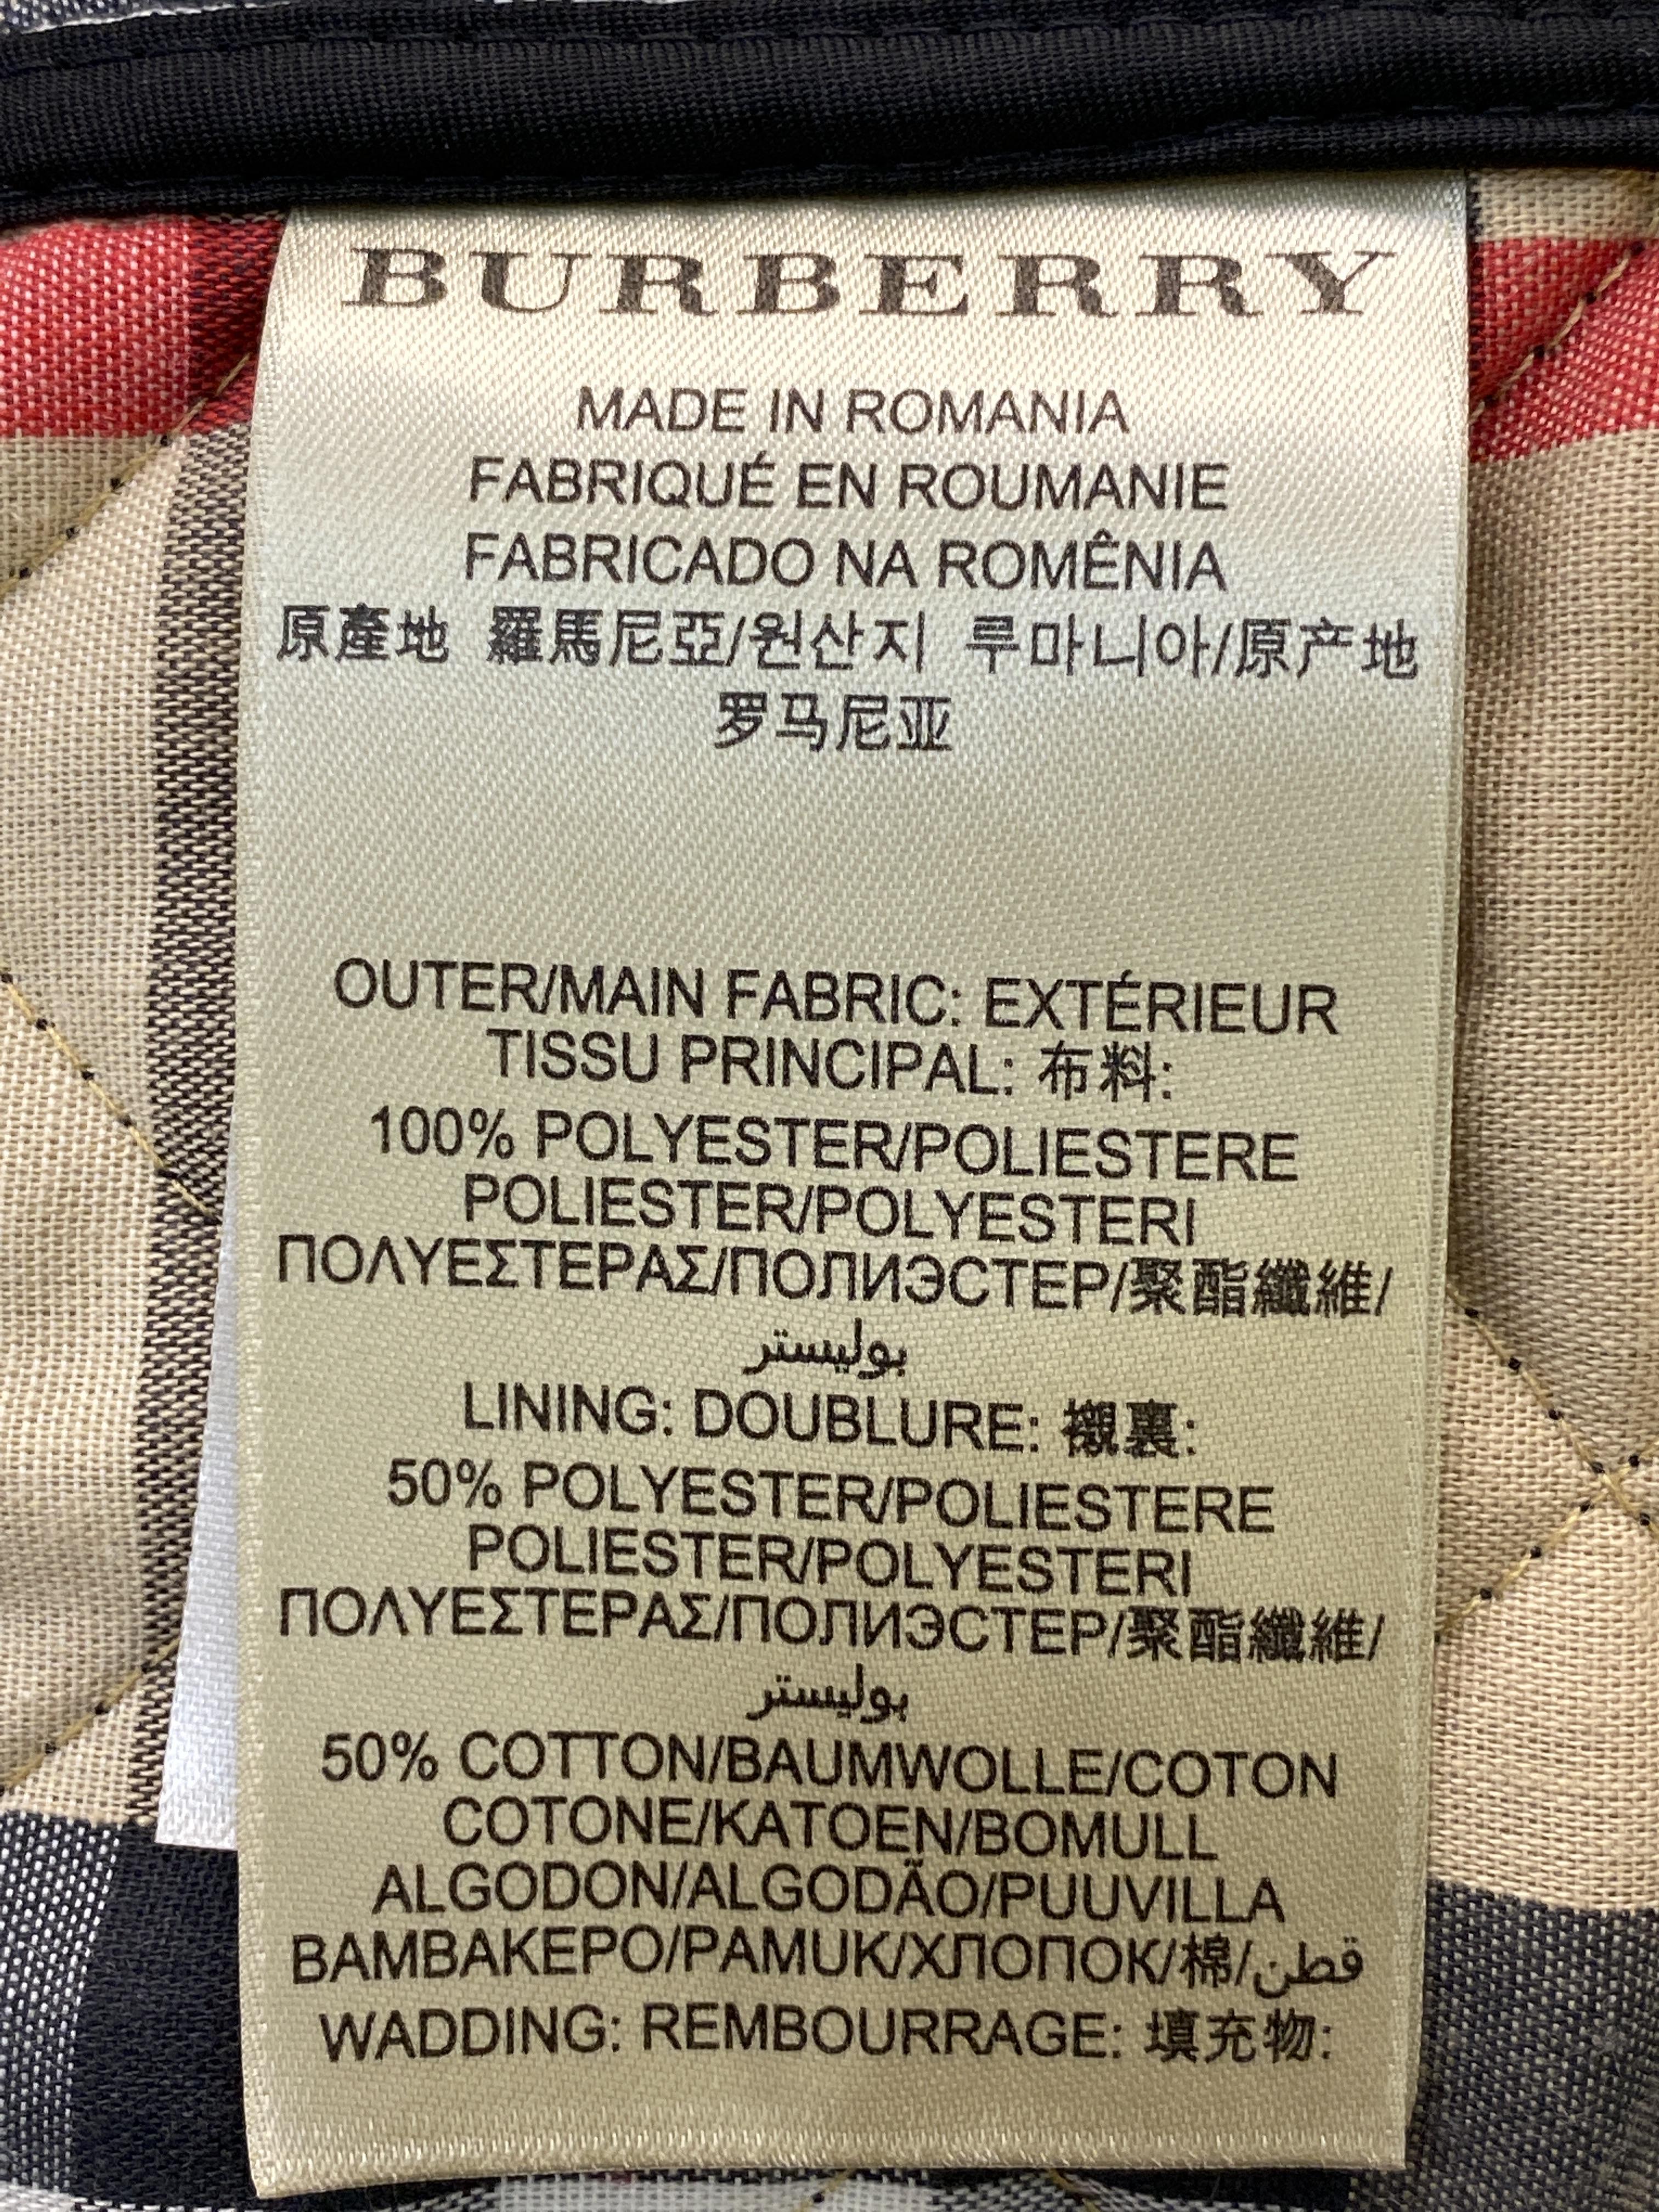 BURBERRY
MADE IN ROMANIA
FABRIQUÉ EN ROUMANIE
FABRICADO NA ROMÊNIA
原產地 羅馬尼亞/원산지 루마니아/原产地
罗马尼亚
OUTER/MAIN FABRIC: EXTÉRIEUR
TISSU PRINCIPAL: 布料:
100% POLYESTER/POLIESTERE
POLIESTER/POLYESTERI
ΠΟΛΥΕΣΤΕΡΑΣ/ПОЛИЭСТЕР/聚酯纖維/
بوليستر
LINING: DOUBLURE: 襯裏:
50% POLYESTER/POLIESTERE
POLIESTER/POLYESTERI
ΠΟΛΥΕΣΤΕΡΑΣ/ПОЛИЭСТЕР/聚酯纖維/
بوليستر
50% COTTON/BAUMWOLLE/COTON
COTONE/KATOEN/BOMULL
ALGODON/ALGODÃO/PUUVILLA
ΒΑΜΒΑΚΕΡΟ/PAMUK/ХЛОПОК/棉/قطن
WADDING: REMBOURRAGE: 填充物: